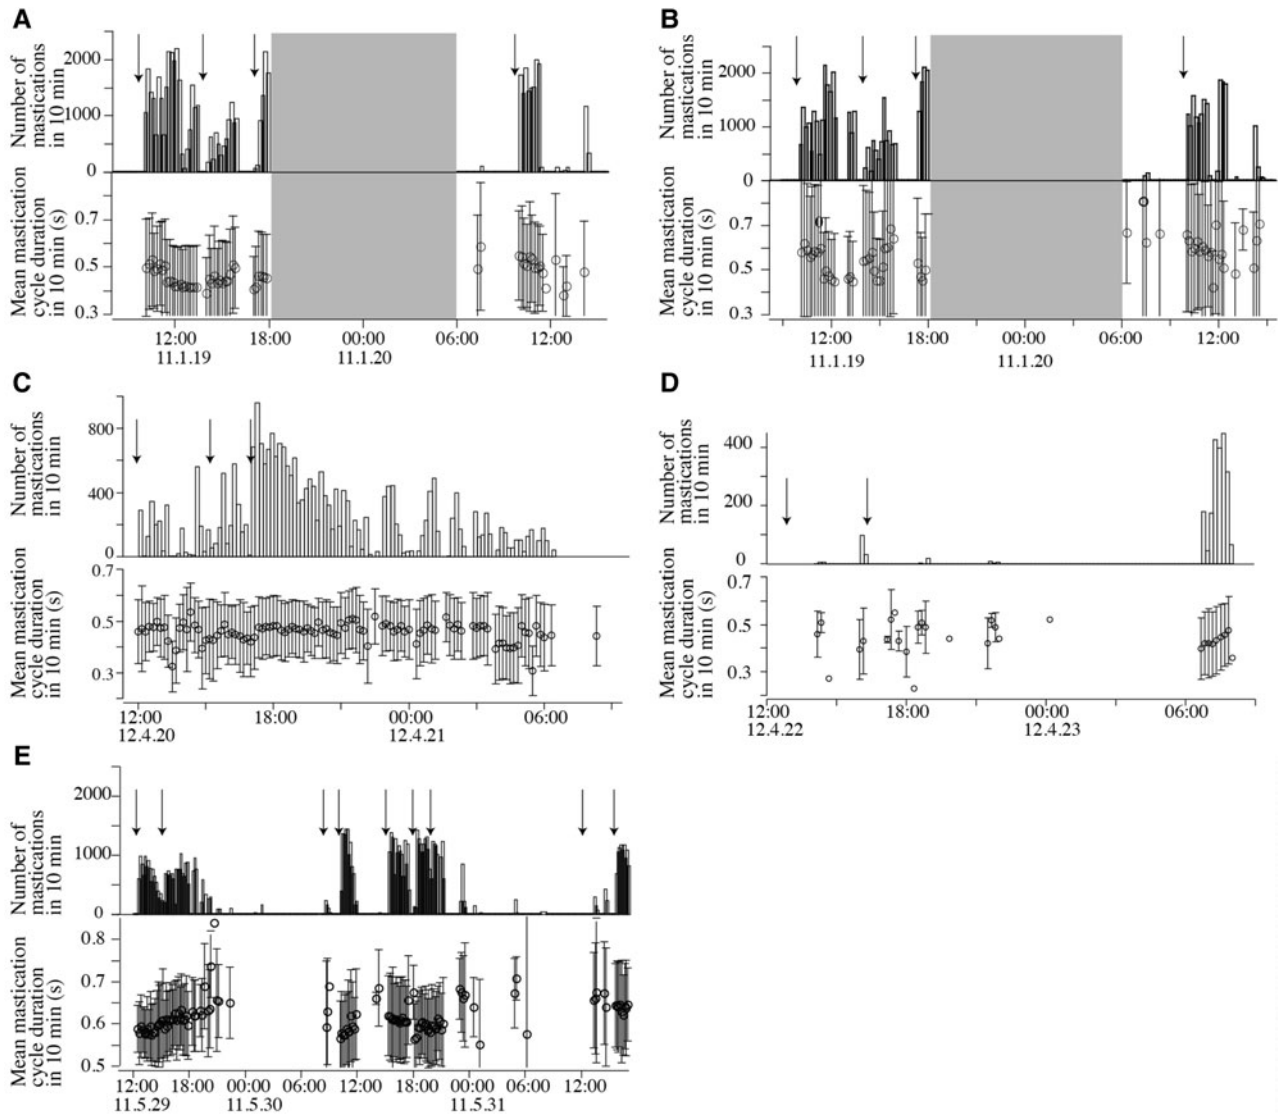 A
Number of
mastications
in 10 min
2000
1000
0
Mean mastication
cycle duration
in 10 min (s)
0.7
0.5
0.3
12:00
18:00
00:00
06:00
12:00
11.1.19
11.1.20
B
Number of
mastications
in 10 min
2000
1000
0
Mean mastication
cycle duration
in 10 min (s)
0.7
0.5
0.3
12:00
18:00
00:00
06:00
12:00
11.1.19
11.1.20
C
Number of
mastications
in 10 min
800
400
0
Mean mastication
cycle duration
in 10 min (s)
0.7
0.5
0.3
12:00
18:00
00:00
06:00
12.4.20
12.4.21
D
Number of
mastications
in 10 min
400
200
0
Mean mastication
cycle duration
in 10 min (s)
0.7
0.5
0.3
12:00
18:00
00:00
06:00
12.4.22
12.4.23
E
Number of
mastications
in 10 min
2000
1000
0
Mean mastication
cycle duration
in 10 min (s)
0.8
0.7
0.6
0.5
12:00
18:00
00:00
06:00
12:00
18:00
00:00
06:00
12:00
11.5.29
11.5.30
11.5.31